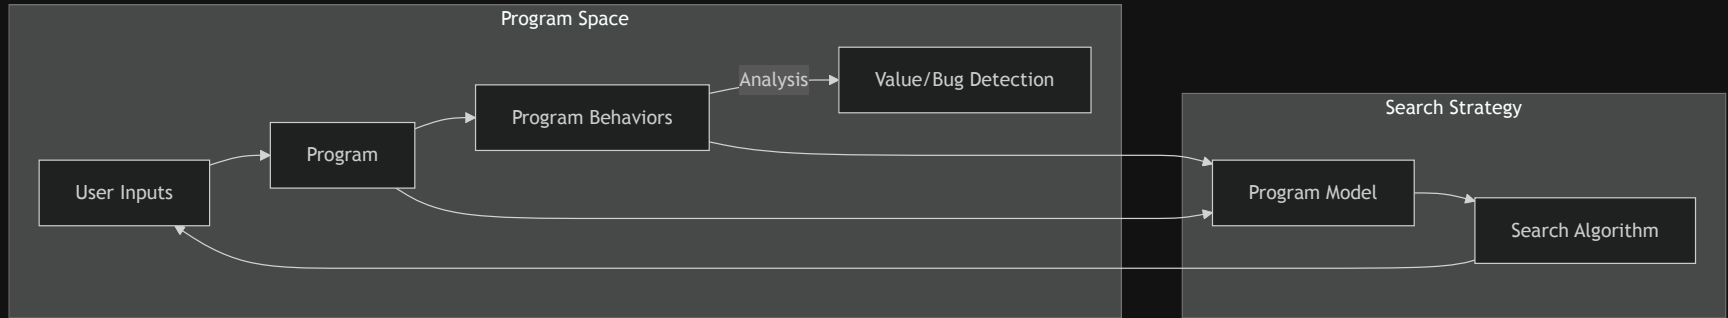 Program Space
Analysis
Value/Bug Detection
Program Behaviors
Program
User Inputs
Search Strategy
Program Model
Search Algorithm